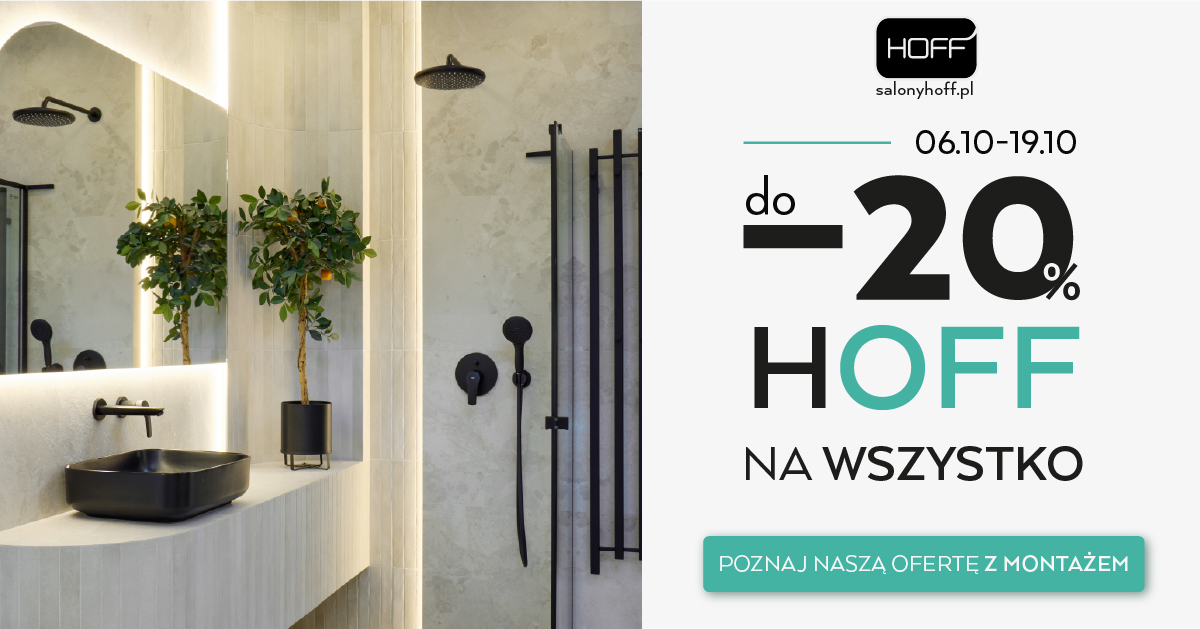 HOFF
salonyhoff.pl
06.10-19.10
do
-20%
HOFF
NA WSZYSTKO
POZNAJ NASZĄ OFERTĘ Z MONTAŻEM